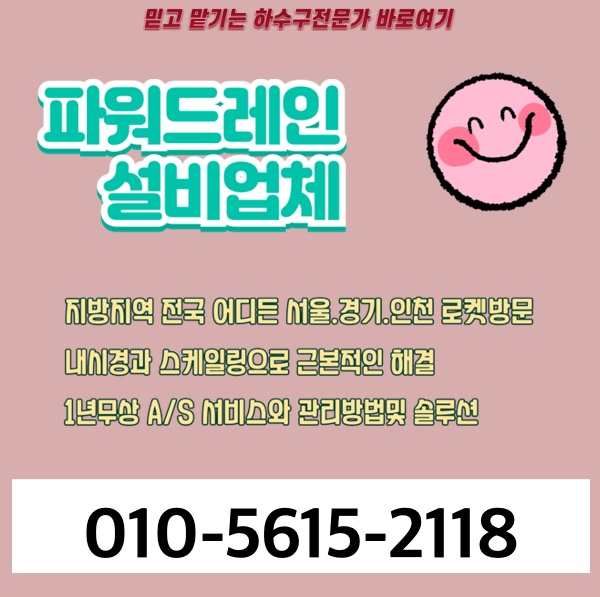 믿고 맡기는 하수구전문가 바로여기
파워드레인
설비업체
지방지역 전국 어디든 서울.경기.인천 로켓방문
내시경과 스케일링으로 근본적인 해결
1년무상 A/S 서비스와 관리방법및 솔루션
010-5615-2118